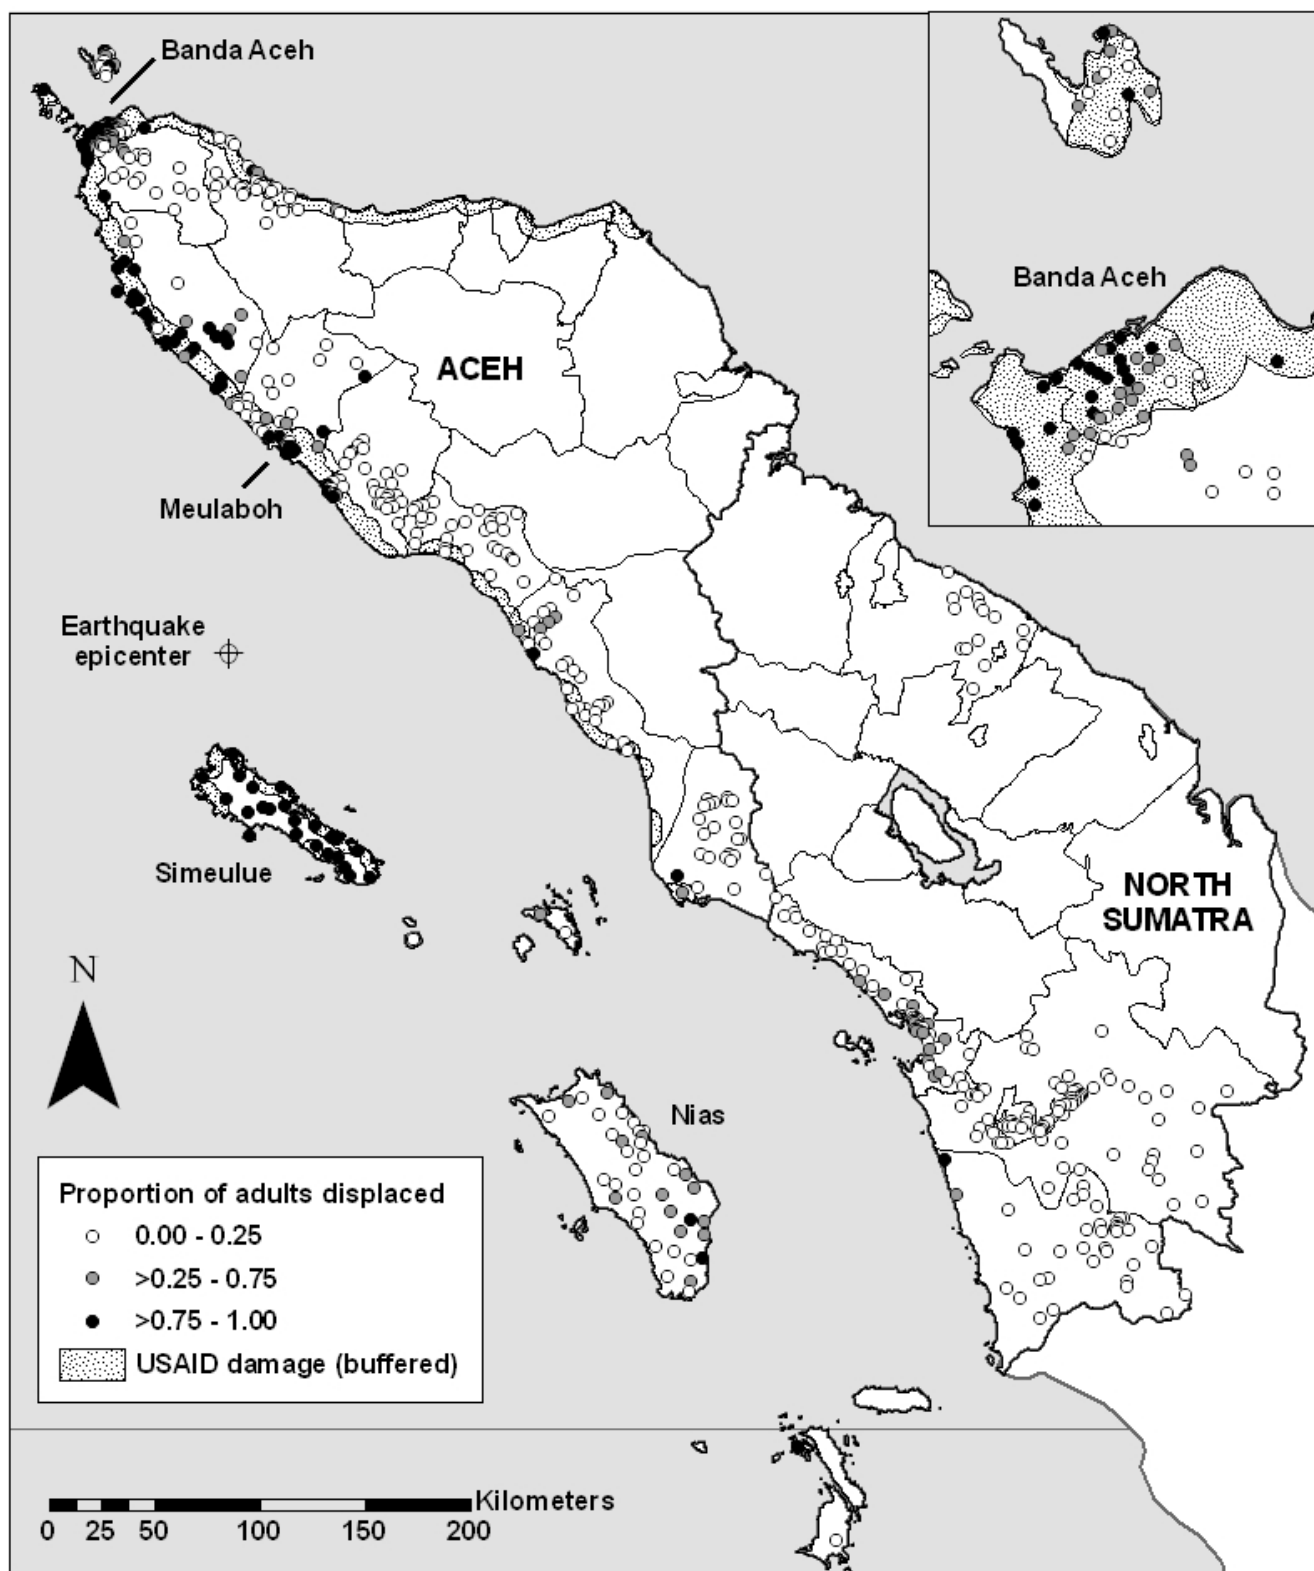 Banda Aceh
Banda Aceh
ACEH
Meulaboh
Earthquake
epicenter
Simeulue
NORTH
SUMATRA
N
Nias
Proportion of adults displaced
0.00 - 0.25
>0.25 - 0.75
>0.75 - 1.00
USAID damage (buffered)
Kilometers
0 25 50 100 150 200